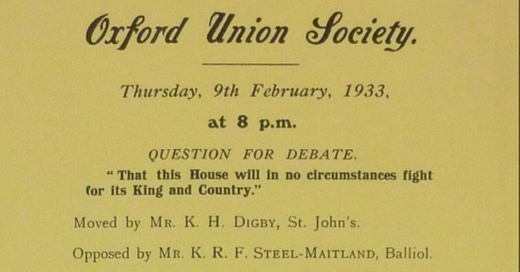 Oxford Union Society.
Thursday, 9th February, 1933,
at 8 p.m.
QUESTION FOR DEBATE.
“That this House will in no circumstances fight
for its King and Country.”
Moved by MR. K. H. DIGBY, St. John’s.
Opposed by MR. K. R. F. STEEL-MAITLAND, Balliol.